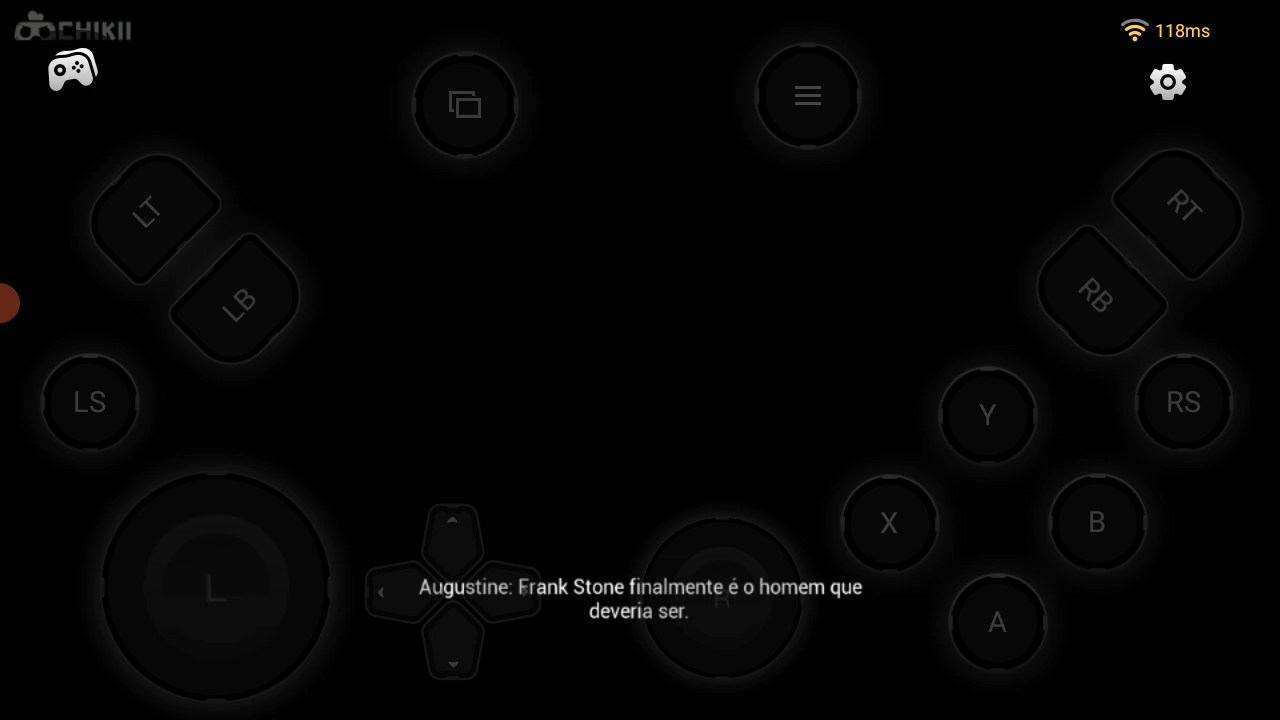 CHIKII
118ms
LT
RT
LB
RB
LS
Y
RS
X
B
L
Augustine: Frank Stone finalmente é o homem que
deveria ser.
R
A